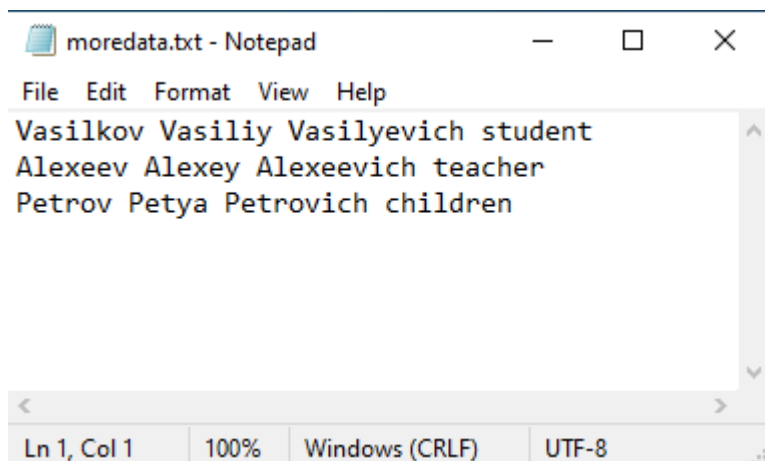 moredata.txt - Notepad
File Edit Format View Help
Vasilkov Vasiliy Vasilyevich student
Alexeev Alexey Alexeevich teacher
Petrov Petya Petrovich children
Ln 1, Col 1 100% Windows (CRLF) UTF-8